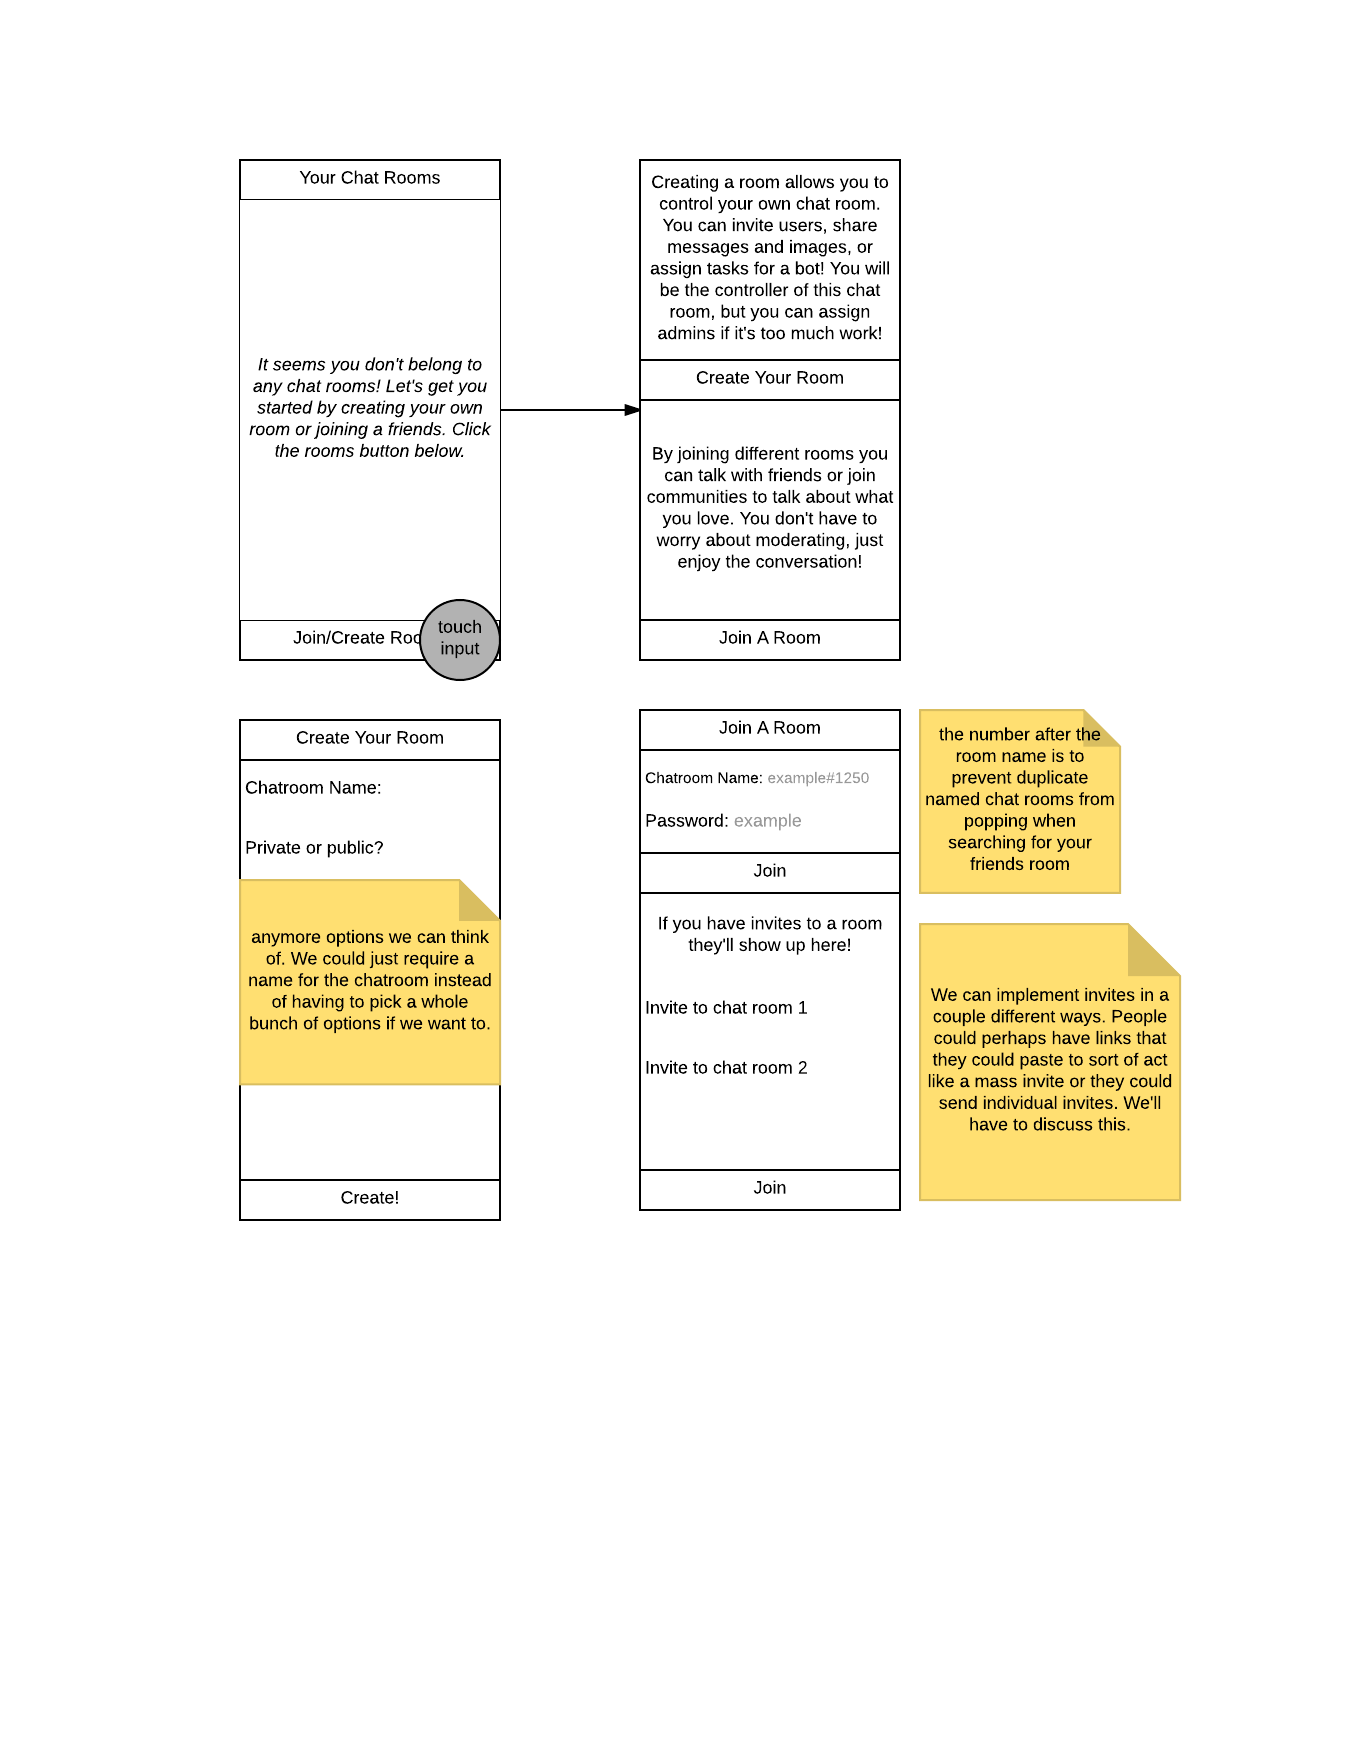 Your Chat Rooms
It seems you don't belong to
any chat rooms! Let's get you
started by creating your own
room or joining a friends. Click
the rooms button below.
Join/Create Roo
touch
input
Creating a room allows you to
control your own chat room.
You can invite users, share
messages and images, or
assign tasks for a bot! You will
be the controller of this chat
room, but you can assign
admins if it's too much work!
Create Your Room
By joining different rooms you
can talk with friends or join
communities to talk about what
you love. You don't have to
worry about moderating, just
enjoy the conversation!
Join A Room
Create Your Room
Chatroom Name:
Private or public?
anymore options we can think
of. We could just require a
name for the chatroom instead
of having to pick a whole
bunch of options if we want to.
Create!
Join A Room
Chatroom Name: example#1250
Password: example
Join
If you have invites to a room
they'll show up here!
Invite to chat room 1
Invite to chat room 2
Join
the number after the
room name is to
prevent duplicate
named chat rooms from
popping when
searching for your
friends room
We can implement invites in a
couple different ways. People
could perhaps have links that
they could paste to sort of act
like a mass invite or they could
send individual invites. We'll
have to discuss this.